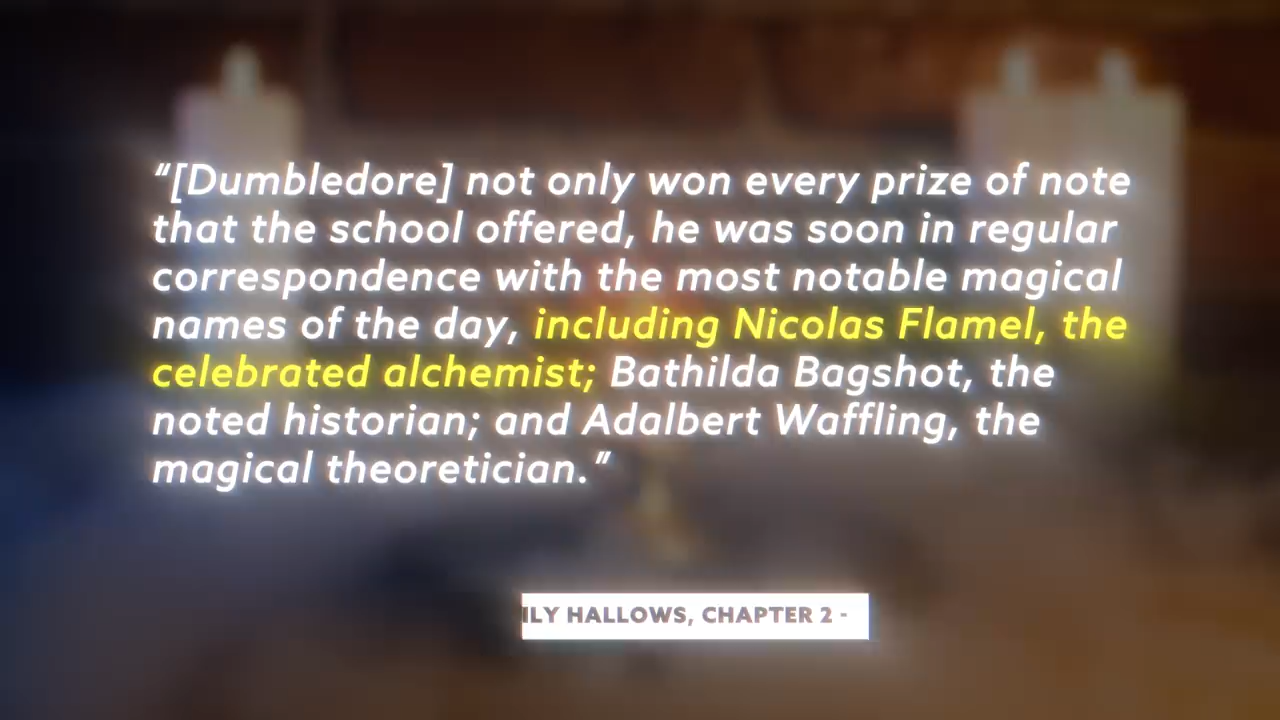 “[Dumbledore] not only won every prize of note
that the school offered, he was soon in regular
correspondence with the most notable magical
names of the day, including Nicolas Flamel, the
celebrated alchemist; Bathilda Bagshot, the
noted historian; and Adalbert Waffling, the
magical theoretician.”
ILY HALLOWS, CHAPTER 2 -